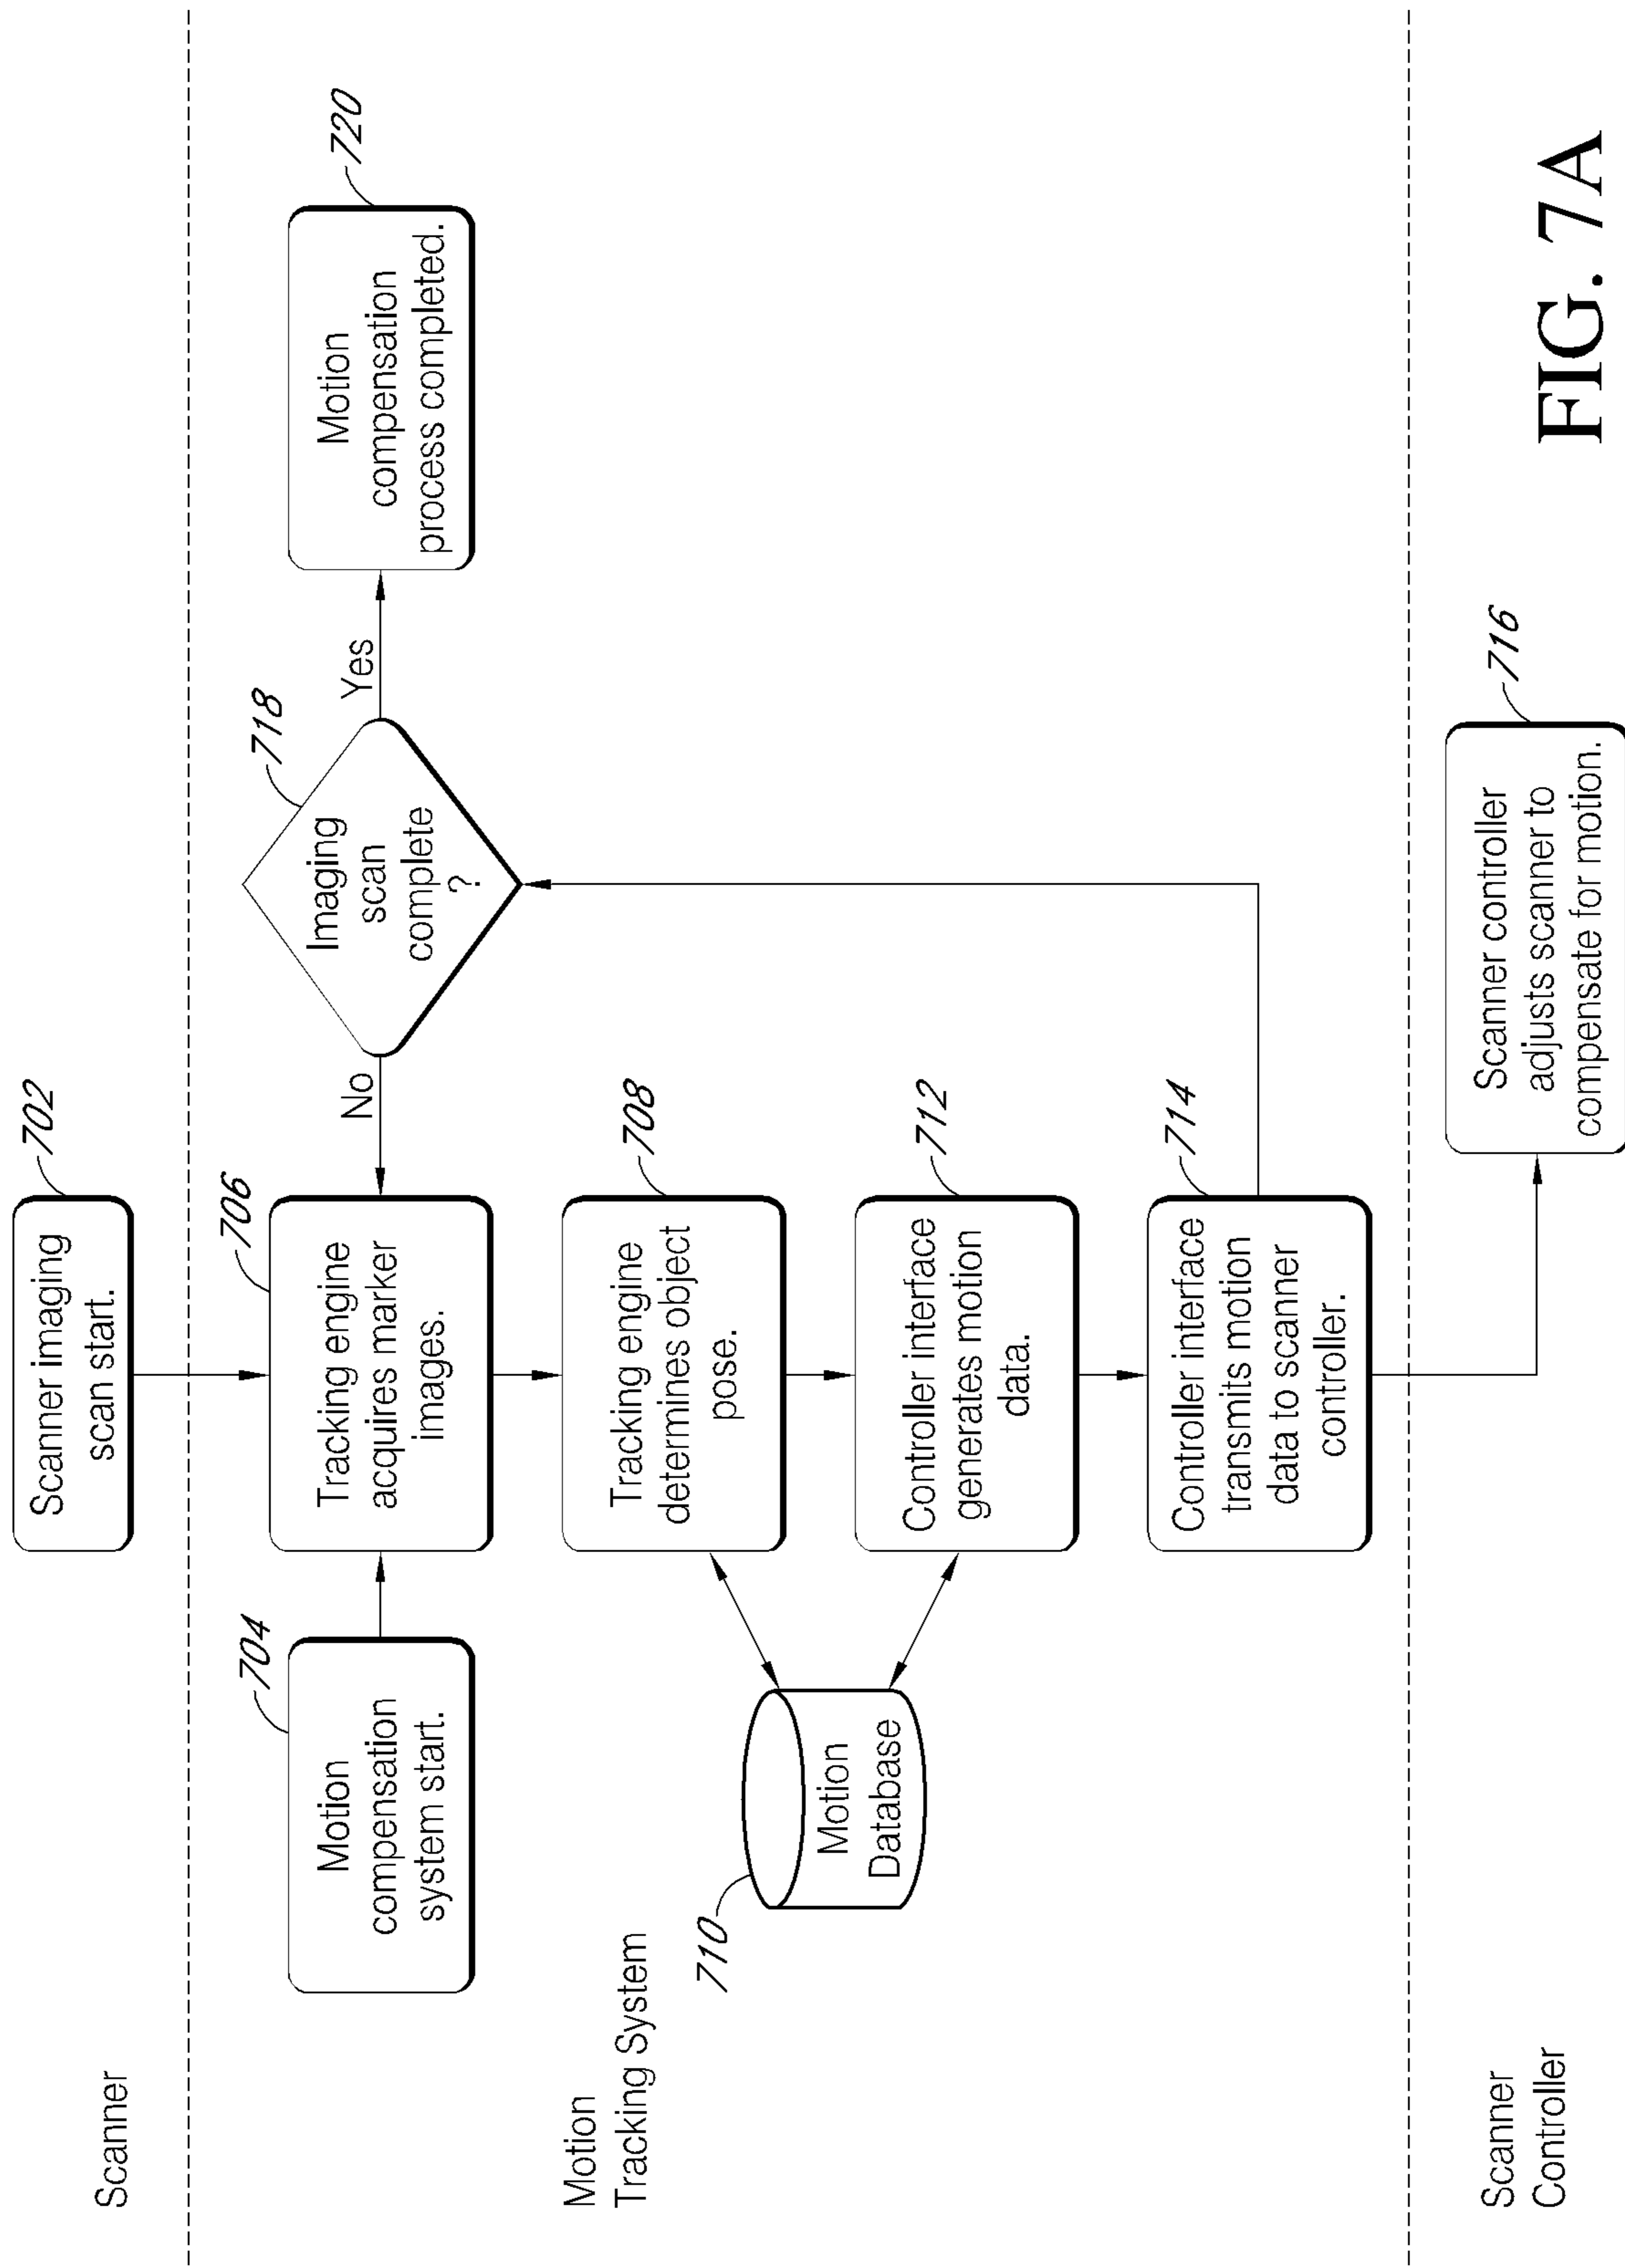 Scanner
Scanner imaging
scan start.
702
Motion
Tracking System
Motion
compensation
system start.
704
Tracking engine
acquires marker
images.
706
Imaging
scan
complete
?
718
No
Yes
Motion
compensation
process completed.
720
Tracking engine
determines object
pose.
708
Motion
Database
710
Controller interface
generates motion
data.
712
Controller interface
transmits motion
data to scanner
controller.
714
Scanner
Controller
Scanner controller
adjusts scanner to
compensate for motion.
716
FIG. 7A